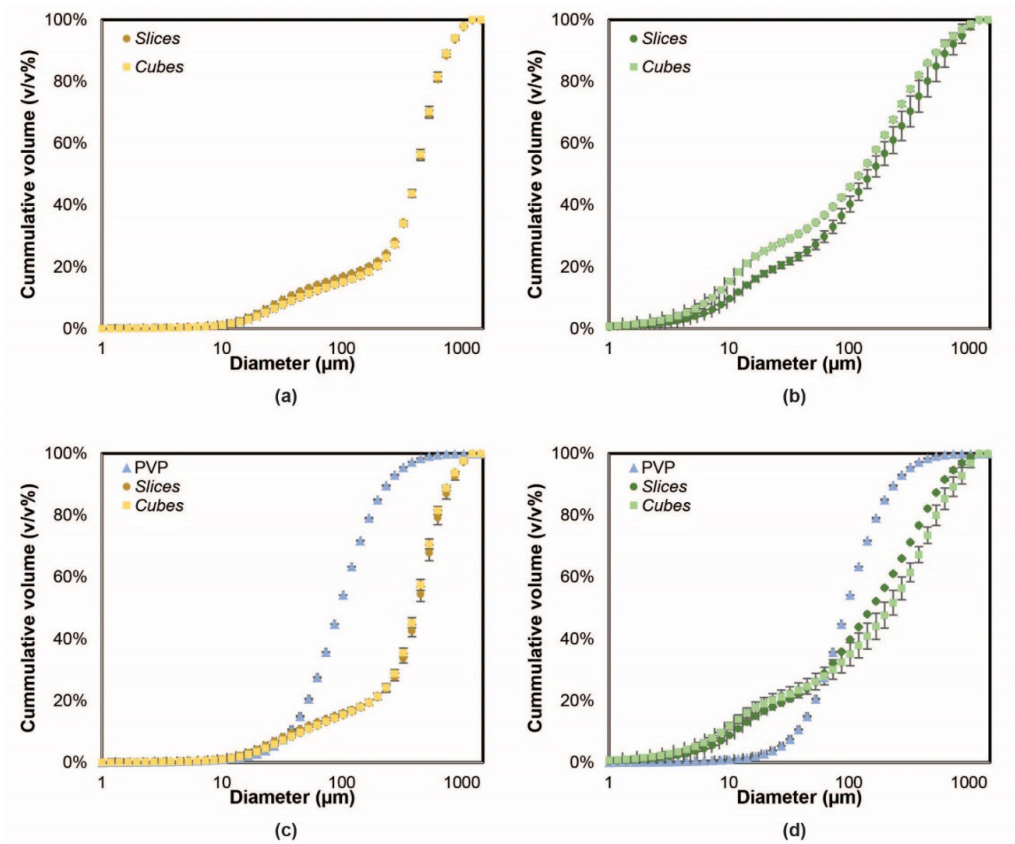 100%
80%
60%
40%
20%
0%
Cummulative volume (v/v%)
Slices
Cubes
1
10
100
1000
Diameter (µm)
(a)
100%
80%
60%
40%
20%
0%
Cummulative volume (v/v%)
Slices
Cubes
1
10
100
1000
Diameter (µm)
(b)
100%
80%
60%
40%
20%
0%
Cummulative volume (v/v%)
PVP
Slices
Cubes
1
10
100
1000
Diameter (µm)
(c)
100%
80%
60%
40%
20%
0%
Cummulative volume (v/v%)
PVP
Slices
Cubes
1
10
100
1000
Diameter (µm)
(d)